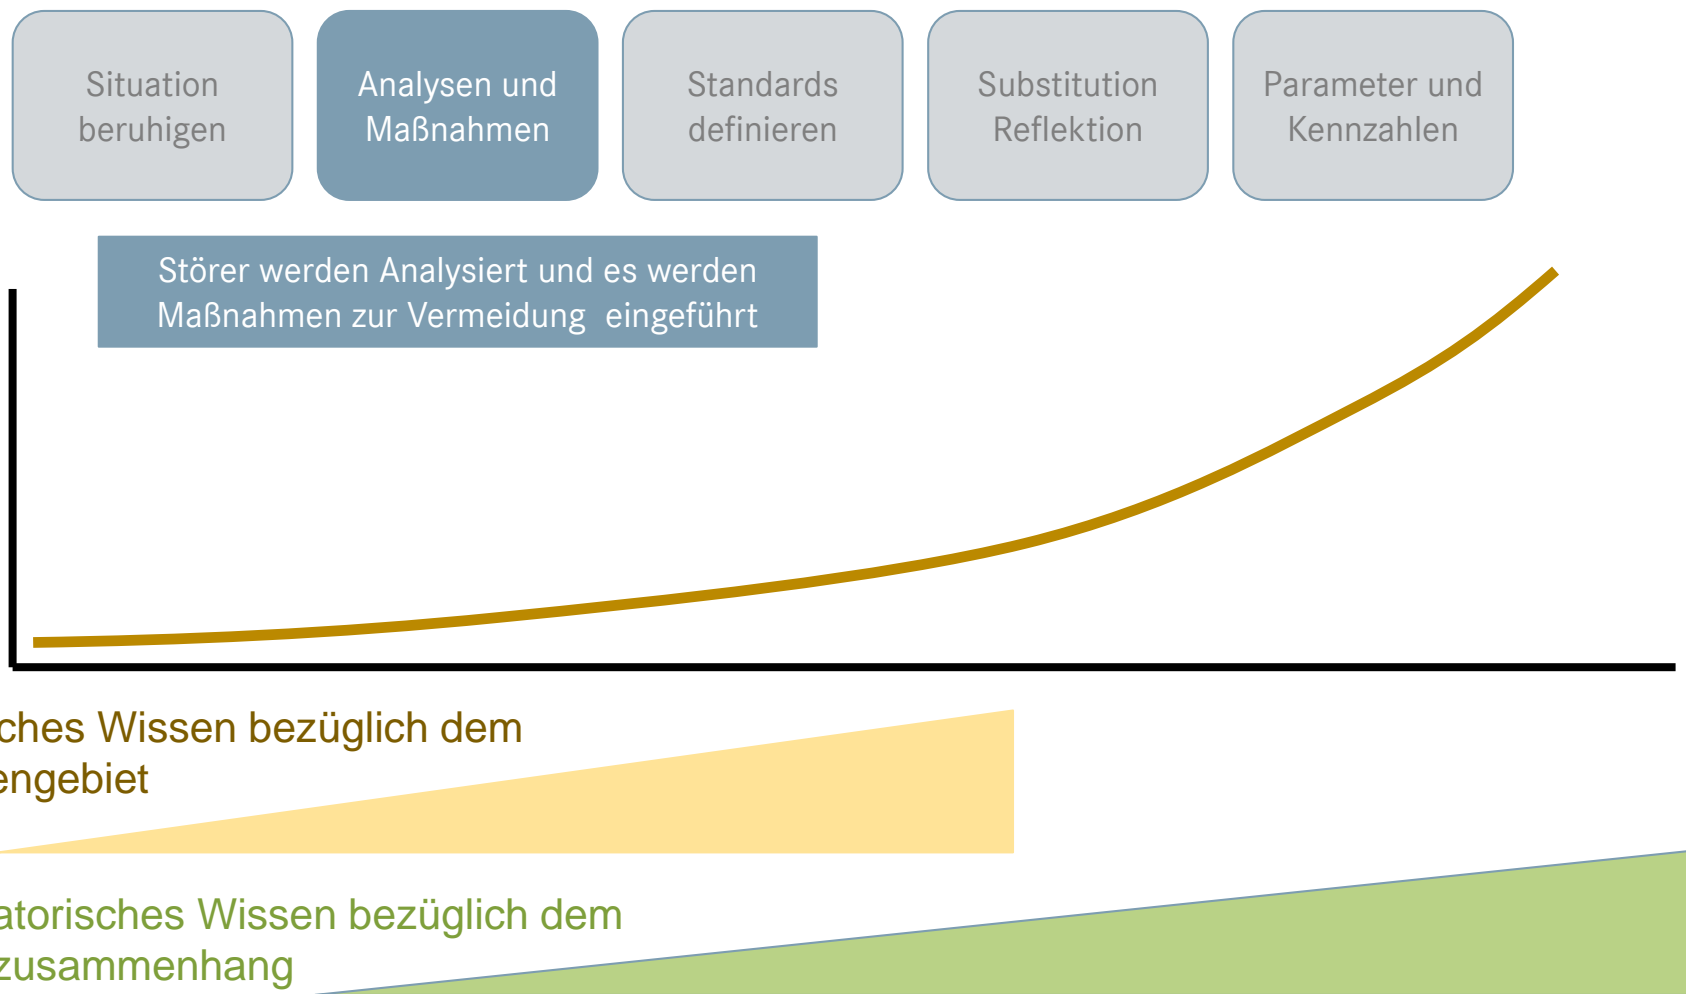 Situation
beruhigen
Analysen und
Maßnahmen
Standards
definieren
Substitution
Reflektion
Parameter und
Kennzahlen
Störer werden Analysiert und es werden
Maßnahmen zur Vermeidung  eingeführt
ches Wissen bezüglich dem
engebiet
atorisches Wissen bezüglich dem
zusammenhang